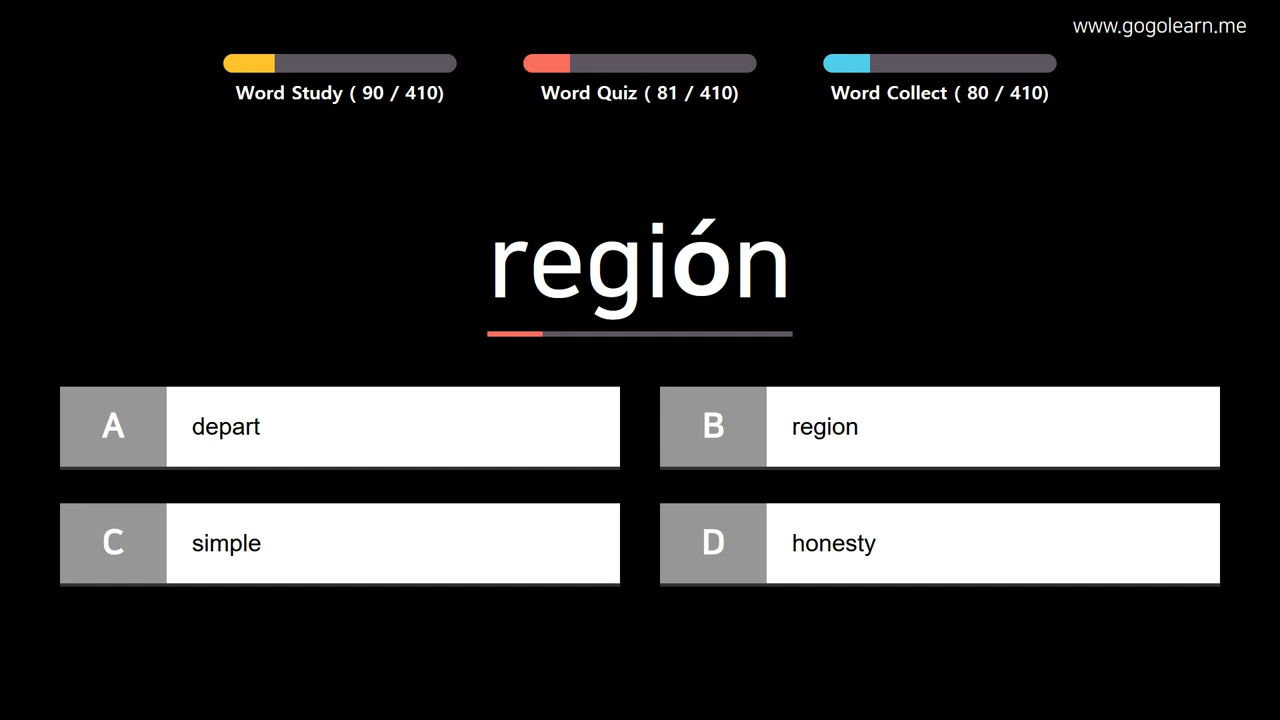 www.gogolearn.me
Word Study ( 90 / 410)
Word Quiz ( 81 / 410)
Word Collect ( 80 / 410)
región
A depart
B region
C simple
D honesty